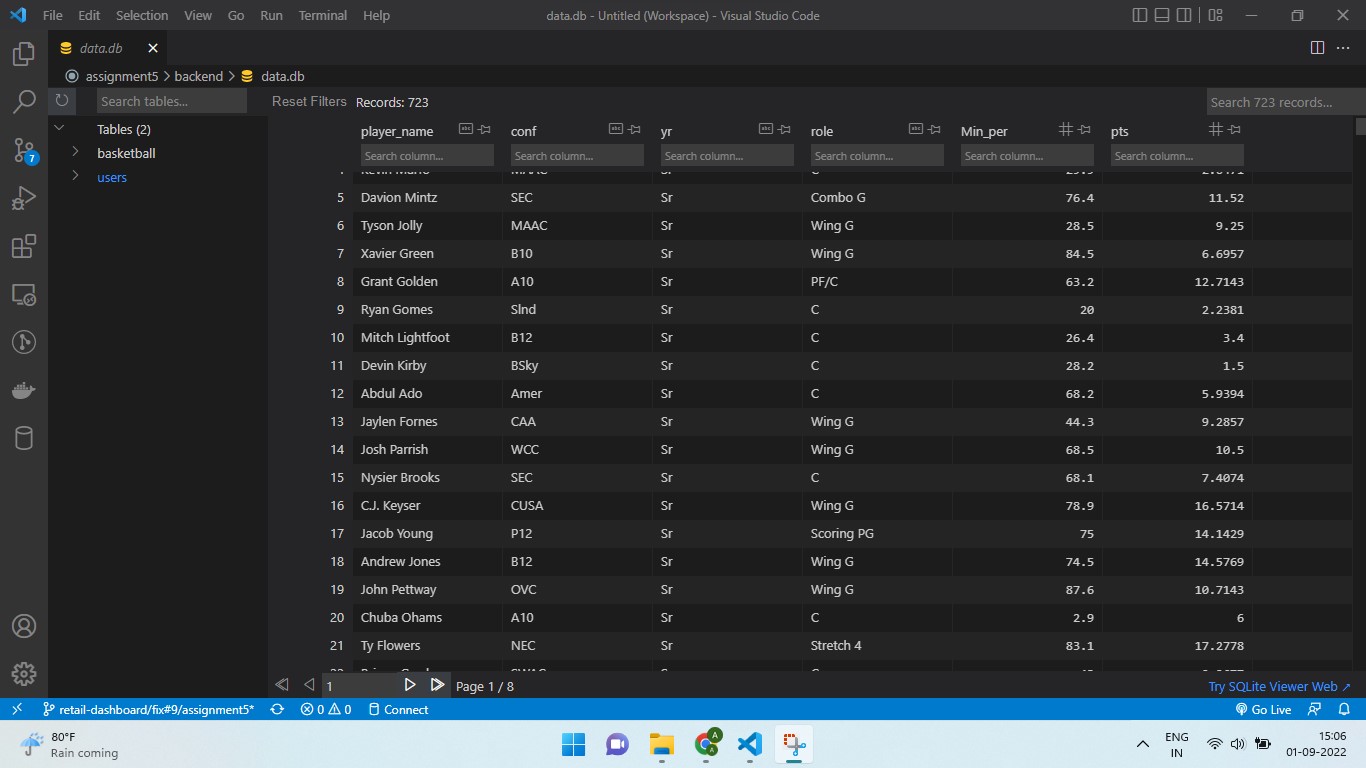 File Edit Selection View Go Run Terminal Help data.db - Untitled (Workspace) - Visual Studio Code
data.db
assignment5 > backend > data.db
Search tables... Reset Filters Records: 723 Search 723 records...
Tables (2)
basketball
users
player_name conf yr role Min_per pts
Search column... Search column... Search column... Search column... Search column... Search column...
5 Davion Mintz SEC Sr Combo G 76.4 11.52
6 Tyson Jolly MAAC Sr Wing G 28.5 9.25
7 Xavier Green B10 Sr Wing G 84.5 6.6957
8 Grant Golden A10 Sr PF/C 63.2 12.7143
9 Ryan Gomes Slnd Sr C 20 2.2381
10 Mitch Lightfoot B12 Sr C 26.4 3.4
11 Devin Kirby BSky Sr C 28.2 1.5
12 Abdul Ado Amer Sr C 68.2 5.9394
13 Jaylen Fornes CAA Sr Wing G 44.3 9.2857
14 Josh Parrish WCC Sr Wing G 68.5 10.5
15 Nysier Brooks SEC Sr C 68.1 7.4074
16 C.J. Keyser CUSA Sr Wing G 78.9 16.5714
17 Jacob Young P12 Sr Scoring PG 75 14.1429
18 Andrew Jones B12 Sr Wing G 74.5 14.5769
19 John Pettway OVC Sr Wing G 87.6 10.7143
20 Chuba Ohams A10 Sr C 2.9 6
21 Ty Flowers NEC Sr Stretch 4 83.1 17.2778
1 Page 1 / 8 Try SQLite Viewer Web ↗
7
retail-dashboard/fix#9/assignment5* 0 0 Connect Go Live
80°F
Rain coming
ENG
IN
15:06
01-09-2022